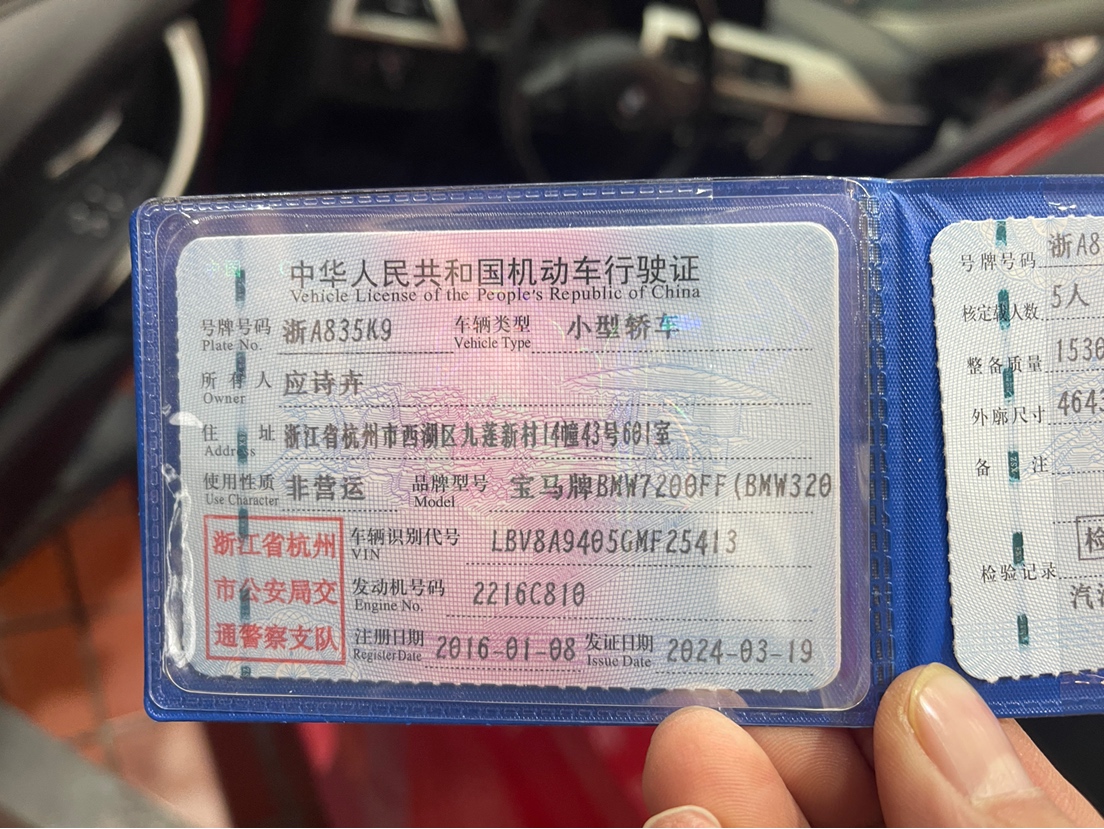 中华人民共和国机动车行驶证
Vehicle License of the People's Republic of China
号牌号码 浙A835K9 车辆类型 小型轿车
Plate No. Vehicle Type
所有人 应诗卉
Owner
住址 浙江省杭州市西湖区九莲新村14幢43号601室
Address
使用性质 非营运 品牌型号 宝马牌BMW7200FF(BMW320
Use Character Model
浙江省杭州
市公安局交
通警察支队
车辆识别代号 LBV8A9405GMF25413
VIN
发动机号码 2216C810
Engine No.
注册日期 2016-01-08 发证日期 2024-03-19
Register Date Issue Date
号牌号码 浙A8
核定载人数 5人
整备质量 1530
外廓尺寸 4643
备注
检验记录
检
汽